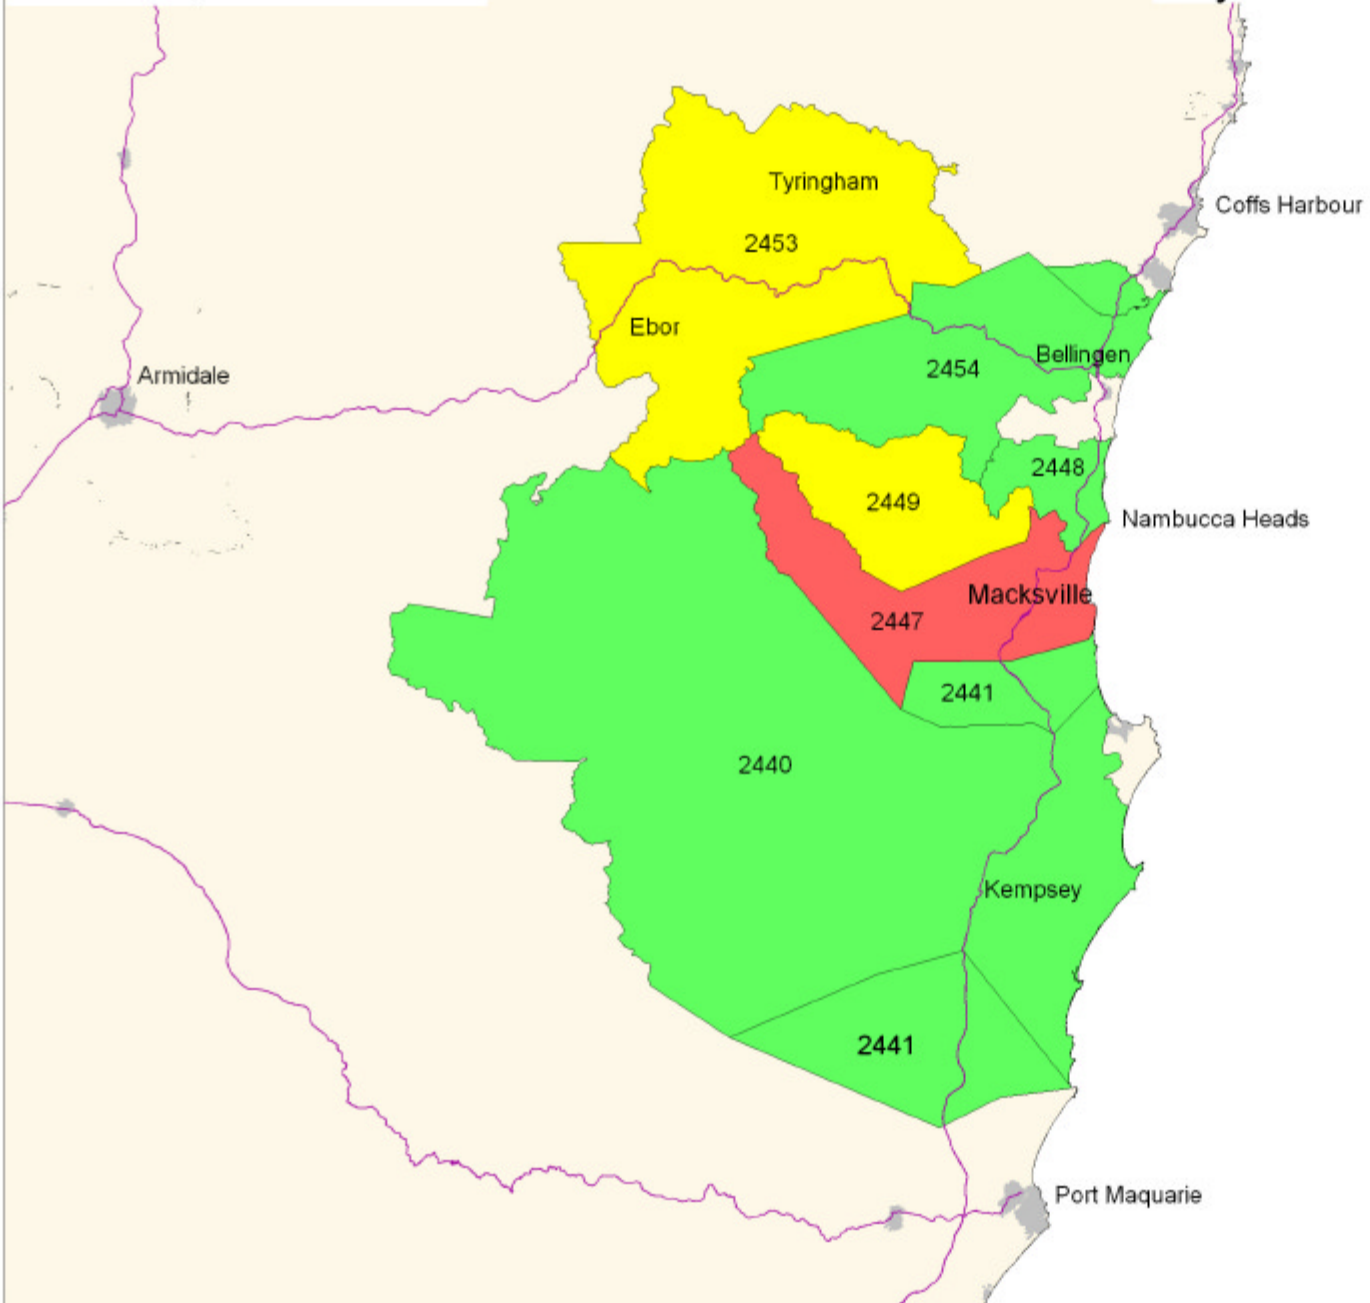 Tyringham
Coffs Harbour
2453
Ebor
Bellingen
2454
Armidale
2448
2449
Nambucca Heads
Macksville
2447
2441
2440
Kempsey
2441
Port Maquarie